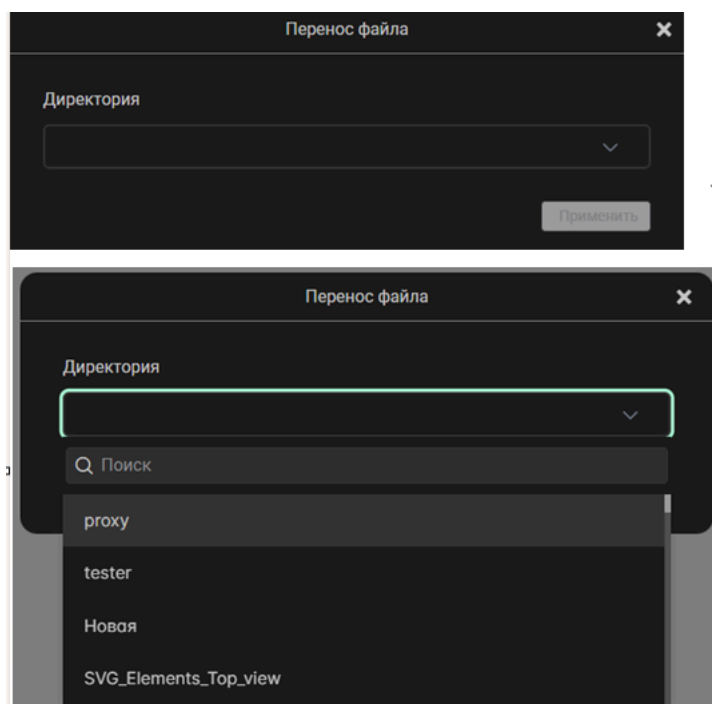 Перенос файла
Директория
Применить
Перенос файла
Директория
Поиск
proxy
tester
Новая
SVG_Elements_Top_view